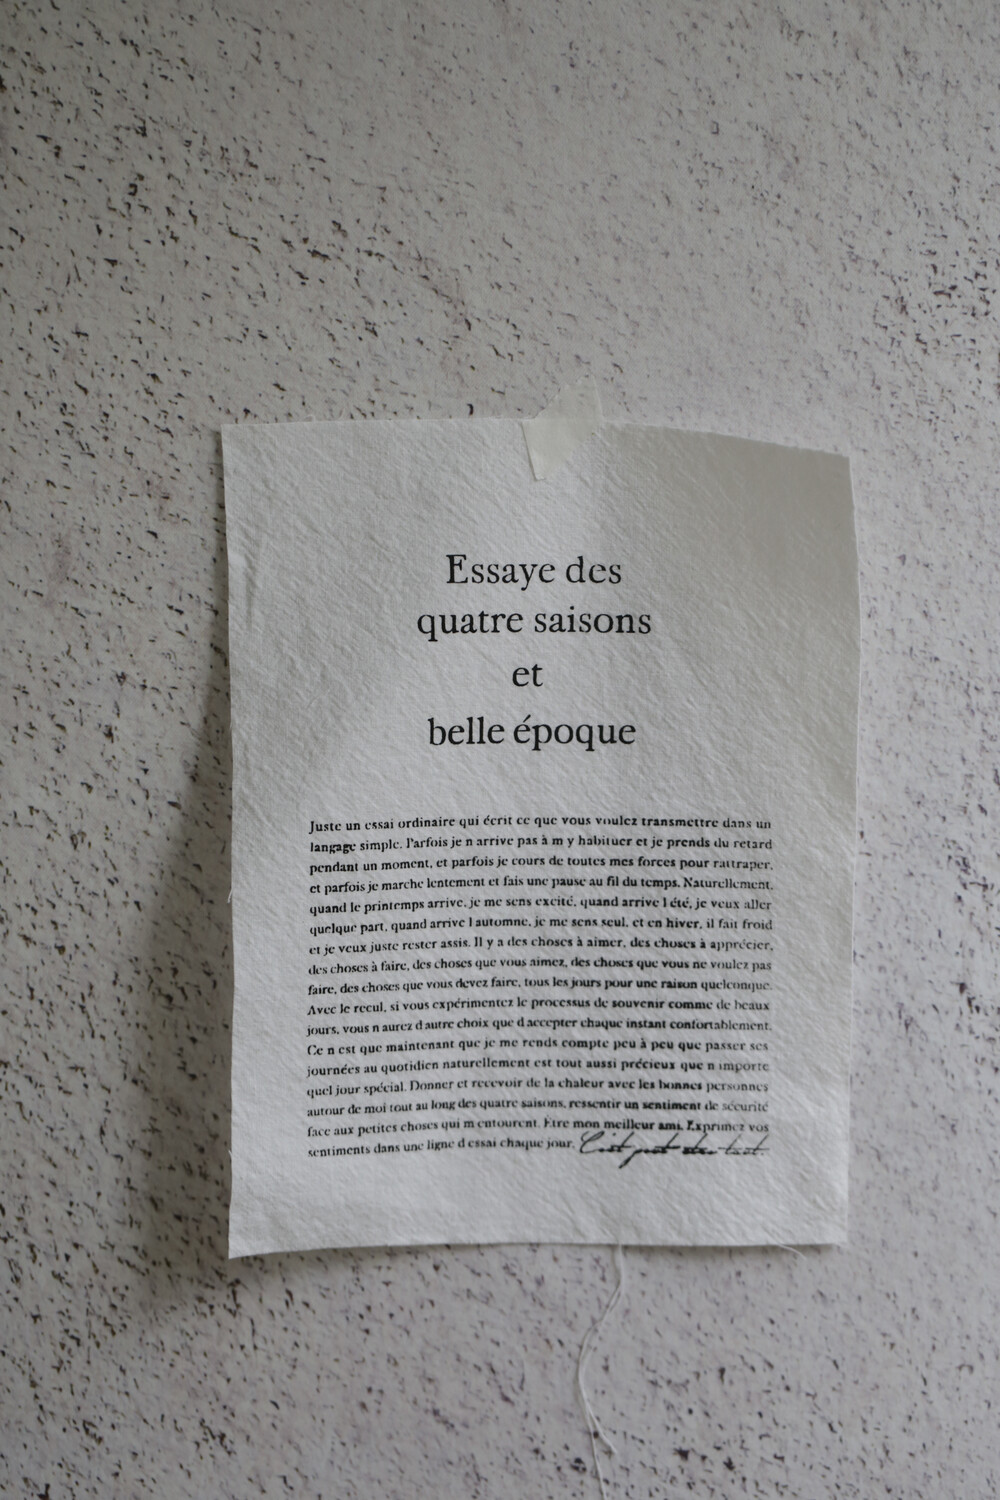 Essaye des
quatre saisons
et
belle époque
Juste un essai ordinaire qui écrit ce que vous voulez transmettre dans un
langage simple. Parfois je n arrive pas à m y habituer et je prends du retard
pendant un moment, et parfois je cours de toutes mes forces pour rattraper,
et parfois je marche lentement et fais une pause au fil du temps. Naturellement,
quand le printemps arrive, je me sens excité, quand arrive l été, je veux aller
quelque part, quand arrive l automne, je me sens seul, et en hiver, il fait froid
et je veux juste rester assis. Il y a des choses à aimer, des choses à apprécier,
des choses à faire, des choses que vous aimez, des choses que vous ne voulez pas
faire, des choses que vous devez faire, tous les jours pour une raison quelconque.
Avec le recul, si vous expérimentez le processus de souvenir comme de beaux
jours, vous n aurez d autre choix que d accepter chaque instant confortablement.
Ce n est que maintenant que je me rends compte peu à peu que passer ses
journées au quotidien naturellement est tout aussi précieux que n importe
quel jour spécial. Donner et recevoir de la chaleur avec les bonnes personnes
autour de moi tout au long des quatre saisons, ressentir un sentiment de sécurité
face aux petites choses qui m entourent. Etre mon meilleur ami. Exprimez vos
sentiments dans une ligne d essai chaque jour.